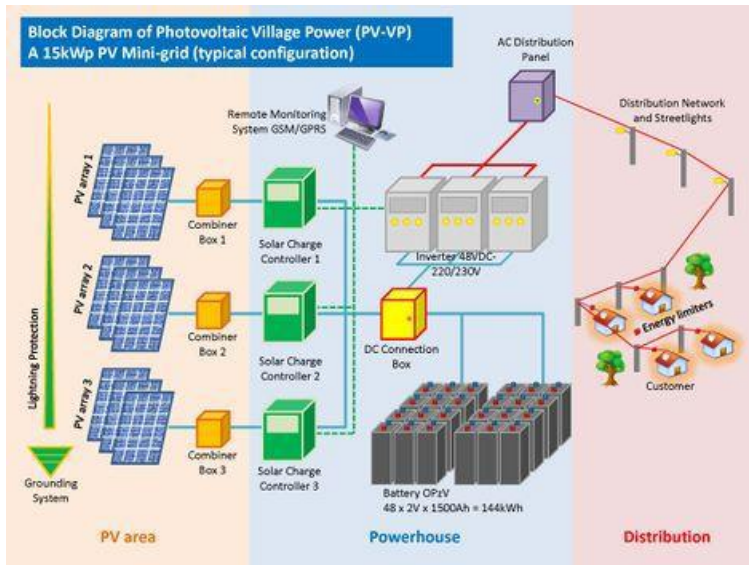 Block Diagram of Photovoltaic Village Power (PV-VP)
A 15kWp PV Mini-grid (typical configuration)
AC Distribution
Panel
Remote Monitoring
System GSM/GPRS
Distribution Network
and Streetlights
PV array 1
Combiner
Box 1
Solar Charge
Controller 1
Inverter 48VDC-
220/230V
PV array 2
Combiner
Box 2
Solar Charge
Controller 2
DC Connection
Box
Energy limiters
Customer
Lightning Protection
PV array 3
Combiner
Box 3
Solar Charge
Controller 3
Grounding
System
Battery OPzV
48 x 2V x 1500Ah = 144kWh
PV area
Powerhouse
Distribution